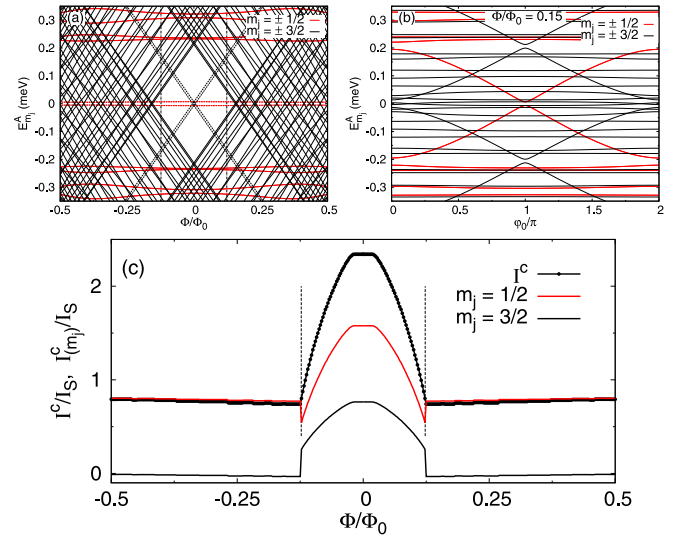 (a)
m_j = ± 1/2
m_j = ± 3/2
E^A_{m_j} (meV)
0.3
0.2
0.1
0
-0.1
-0.2
-0.3
-0.5 -0.25 0 0.25 0.5
Φ/Φ_0
(b)
Φ/Φ_0 = 0.15
m_j = ± 1/2
m_j = ± 3/2
E^A_{m_j} (meV)
0.3
0.2
0.1
0
-0.1
-0.2
-0.3
0 0.5 1 1.5 2
φ_0/π
(c)
I^c
m_j = 1/2
m_j = 3/2
I^c/I_S, I^c_{(m_j)}/I_S
2
1
0
-0.5 -0.25 0 0.25 0.5
Φ/Φ_0